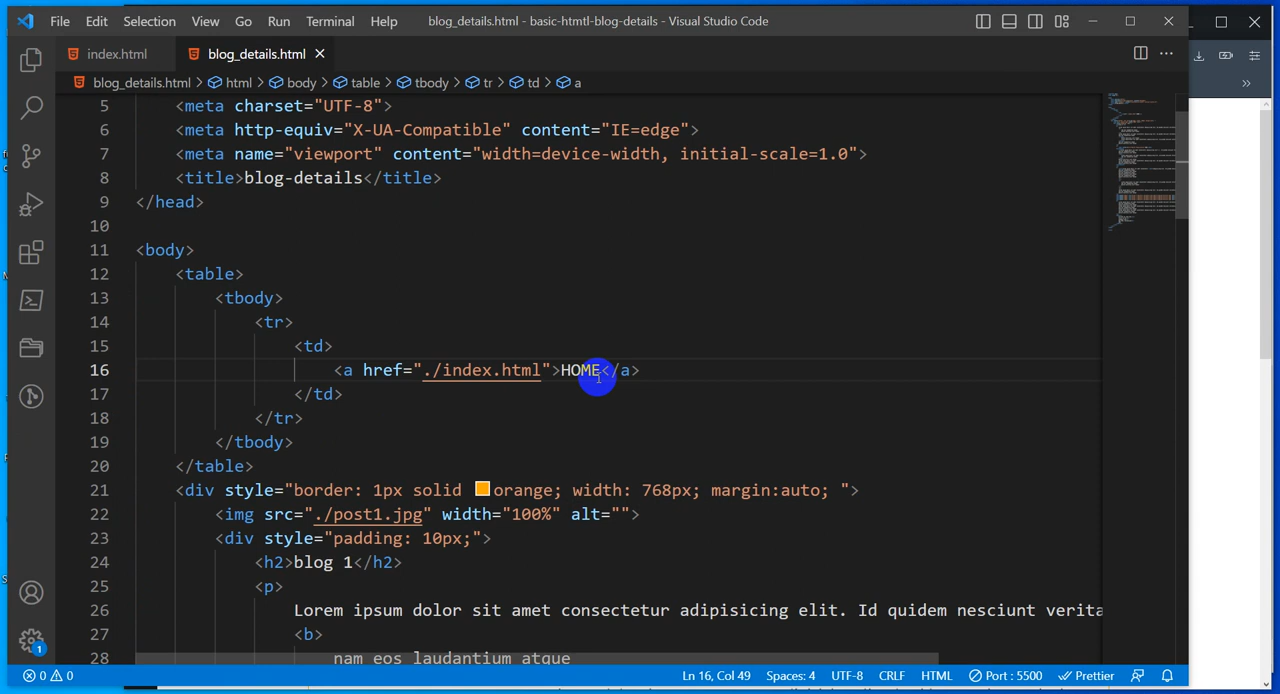 File Edit Selection View Go Run Terminal Help blog_details.html - basic-htmtl-blog-details - Visual Studio Code
index.html blog_details.html
blog_details.html > html > body > table > tbody > tr > td > a
5 <meta charset="UTF-8">
6 <meta http-equiv="X-UA-Compatible" content="IE=edge">
7 <meta name="viewport" content="width=device-width, initial-scale=1.0">
8 <title>blog-details</title>
9 </head>
10
11 <body>
12 <table>
13 <tbody>
14 <tr>
15 <td>
16 <a href="./index.html">HOME</a>
17 </td>
18 </tr>
19 </tbody>
20 </table>
21 <div style="border: 1px solid orange; width: 768px; margin:auto; ">
22 <img src="./post1.jpg" width="100%" alt="">
23 <div style="padding: 10px;">
24 <h2>blog 1</h2>
25 <p>
26 Lorem ipsum dolor sit amet consectetur adipisicing elit. Id quidem nesciunt verita
27 <b>
28 nam eos laudantium atque
1
0 0 Ln 16, Col 49 Spaces: 4 UTF-8 CRLF HTML Port : 5500 Prettier